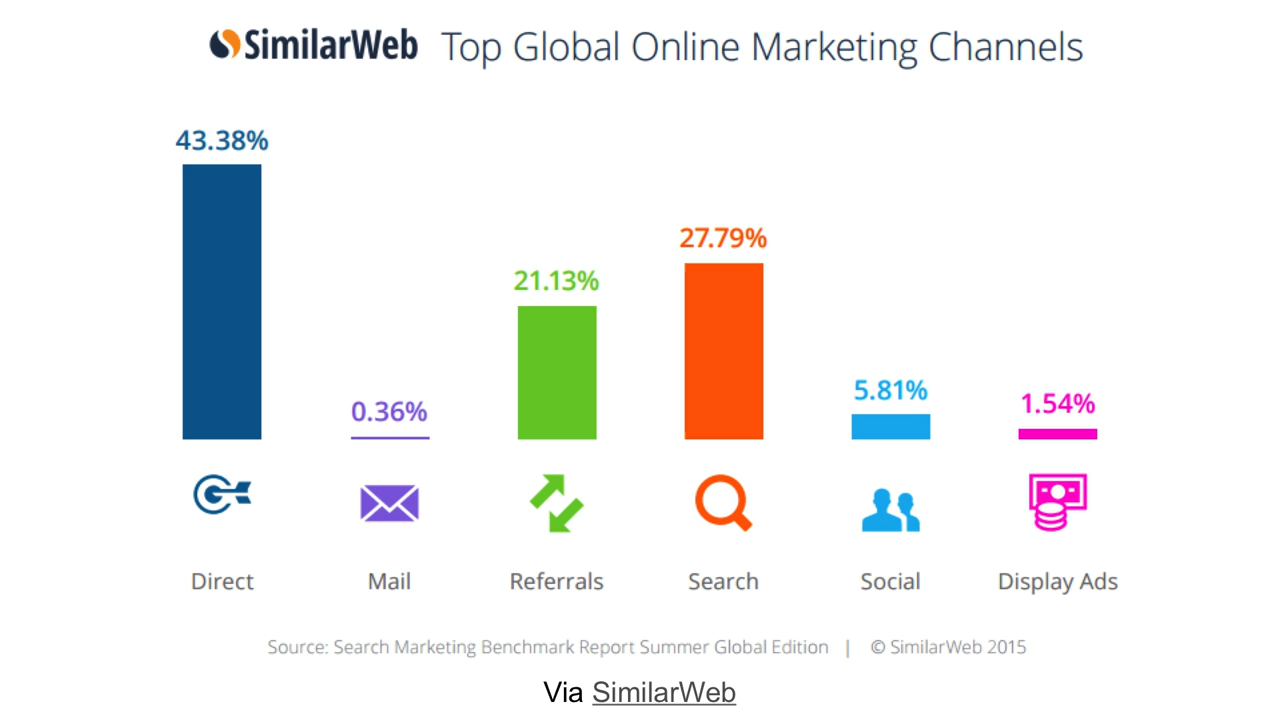 SimilarWeb Top Global Online Marketing Channels
43.38%
0.36%
21.13%
27.79%
5.81%
1.54%
Direct Mail Referrals Search Social Display Ads
Source: Search Marketing Benchmark Report Summer Global Edition | © SimilarWeb 2015
Via SimilarWeb